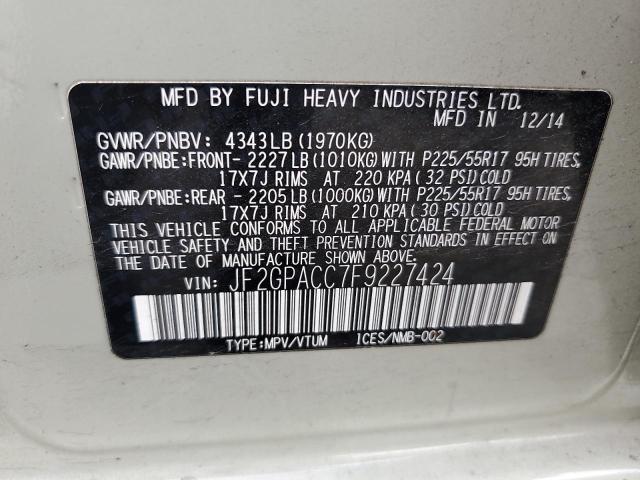 MFD BY FUJI HEAVY INDUSTRIES LTD.
MFD IN 12/14
GVWR/PNBV: 4343LB (1970KG)
GAWR/PNBE:FRONT- 2227LB(1010KG)WITH P225/55R17 95H TIRES,
17X7J RIMS AT 220 KPA(32 PSI)COLD
GAWR/PNBE:REAR - 2205LB(1000KG)WITH P225/55R17 95H TIRES,
17X7J RIMS AT 210 KPA(30 PSI)COLD
THIS VEHICLE CONFORMS TO ALL APPLICABLE FEDERAL MOTOR
VEHICLE SAFETY AND THEFT PREVENTION STANDARDS IN EFFECT
ON THE DATE OF MANUFACTURE SHOWN ABOVE.
VIN: JF2GPACC7F9227424
TYPE:MPV/VTUM ICES/NMB-002